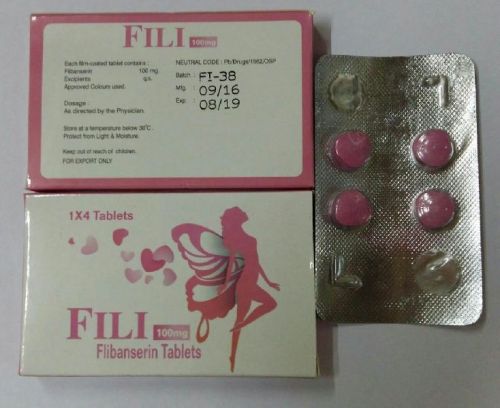 FILI 100mg
Each film-coated tablet contains :
Flibanserin 100 mg.
Excipients q.s.
Approved Colours used.
Dosage :
As directed by the Physician.
Store at a temperature below 30°C.
Protect from Light & Moisture.
Keep out of reach of children.
FOR EXPORT ONLY
NEUTRAL CODE : Pb/Drugs/1862/OSP
Batch : FI-38
Mfg. 09/16
Exp. 08/19
1X4 Tablets
FILI 100mg
Flibanserin Tablets